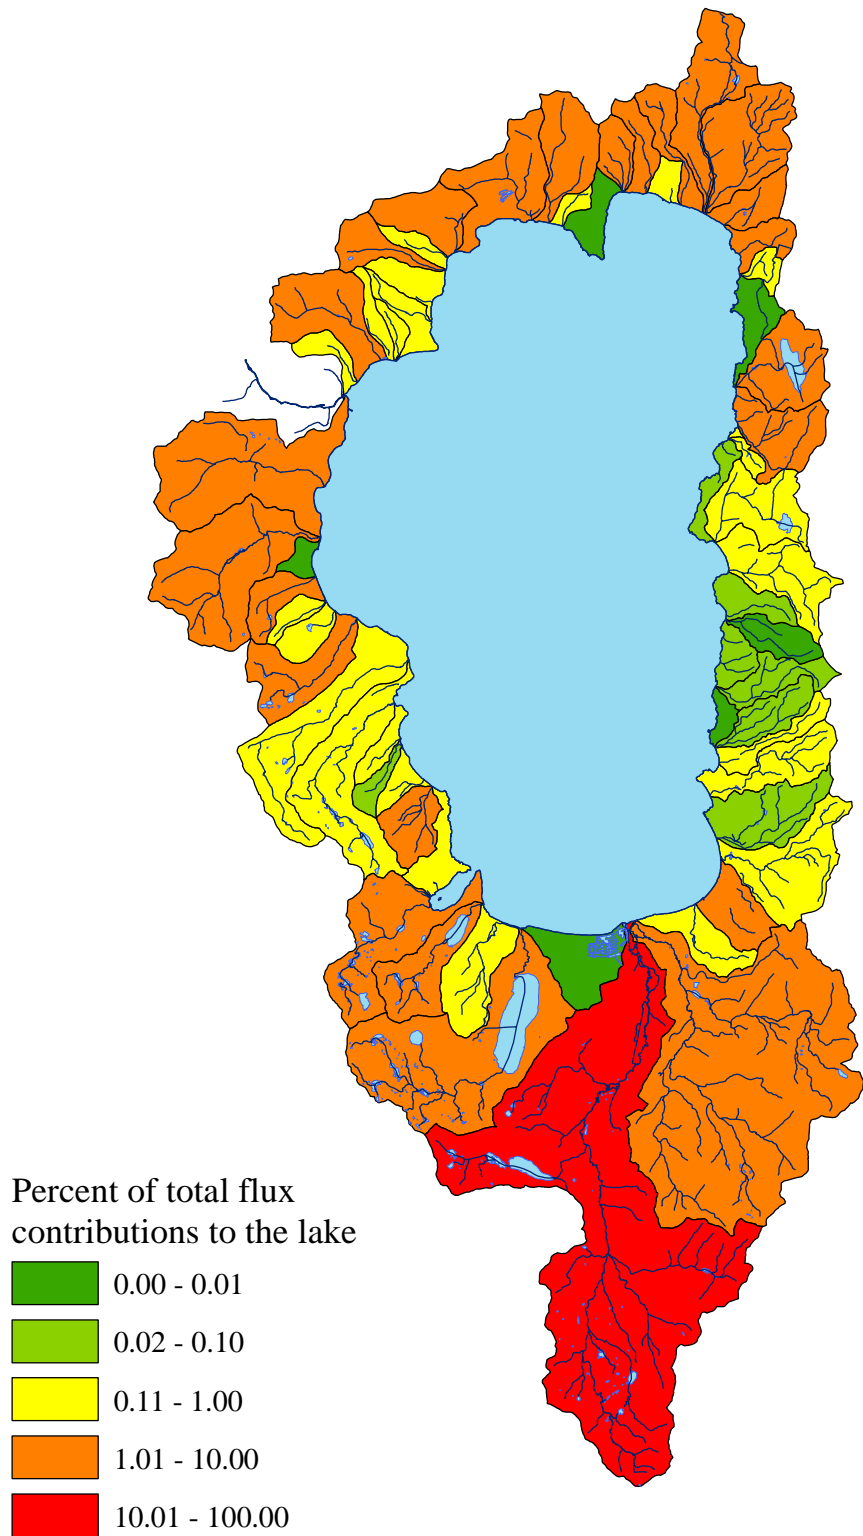 Percent of total flux
contributions to the lake
0.00 - 0.01
0.02 - 0.10
0.11 - 1.00
1.01 - 10.00
10.01 - 100.00